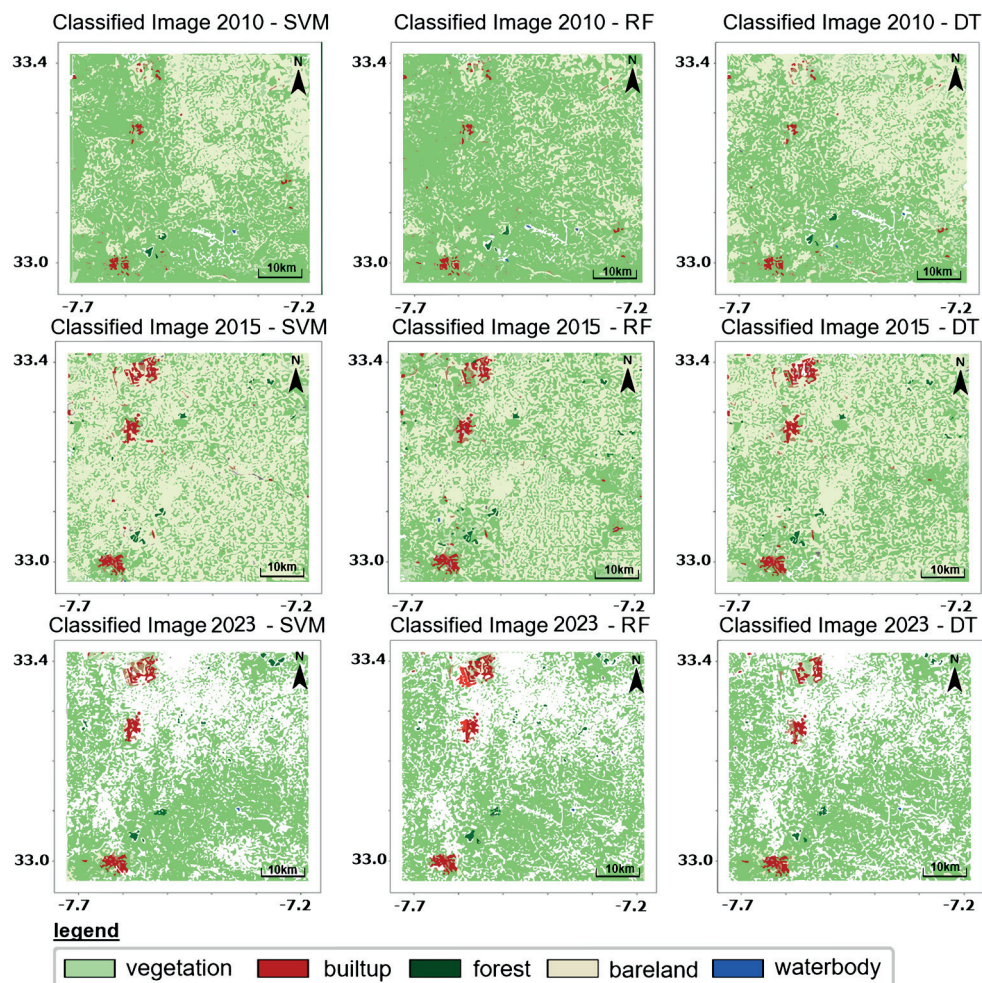 Classified Image 2010 - SVM Classified Image 2010 - RF Classified Image 2010 - DT
33.4 N 33.4 N 33.4 N
33.0 10km 33.0 10km 33.0 10km
-7.7 -7.2 -7.7 -7.2 -7.7 -7.2
Classified Image 2015 - SVM Classified Image 2015 - RF Classified Image 2015 - DT
33.4 N 33.4 N 33.4 N
33.0 10km 33.0 10km 33.0 10km
-7.7 -7.2 -7.7 -7.2 -7.7 -7.2
Classified Image 2023 - SVM Classified Image 2023 - RF Classified Image 2023 - DT
33.4 N 33.4 N 33.4 N
33.0 10km 33.0 10km 33.0 10km
-7.7 -7.2 -7.7 -7.2 -7.7 -7.2
legend
vegetation builtup forest bareland waterbody